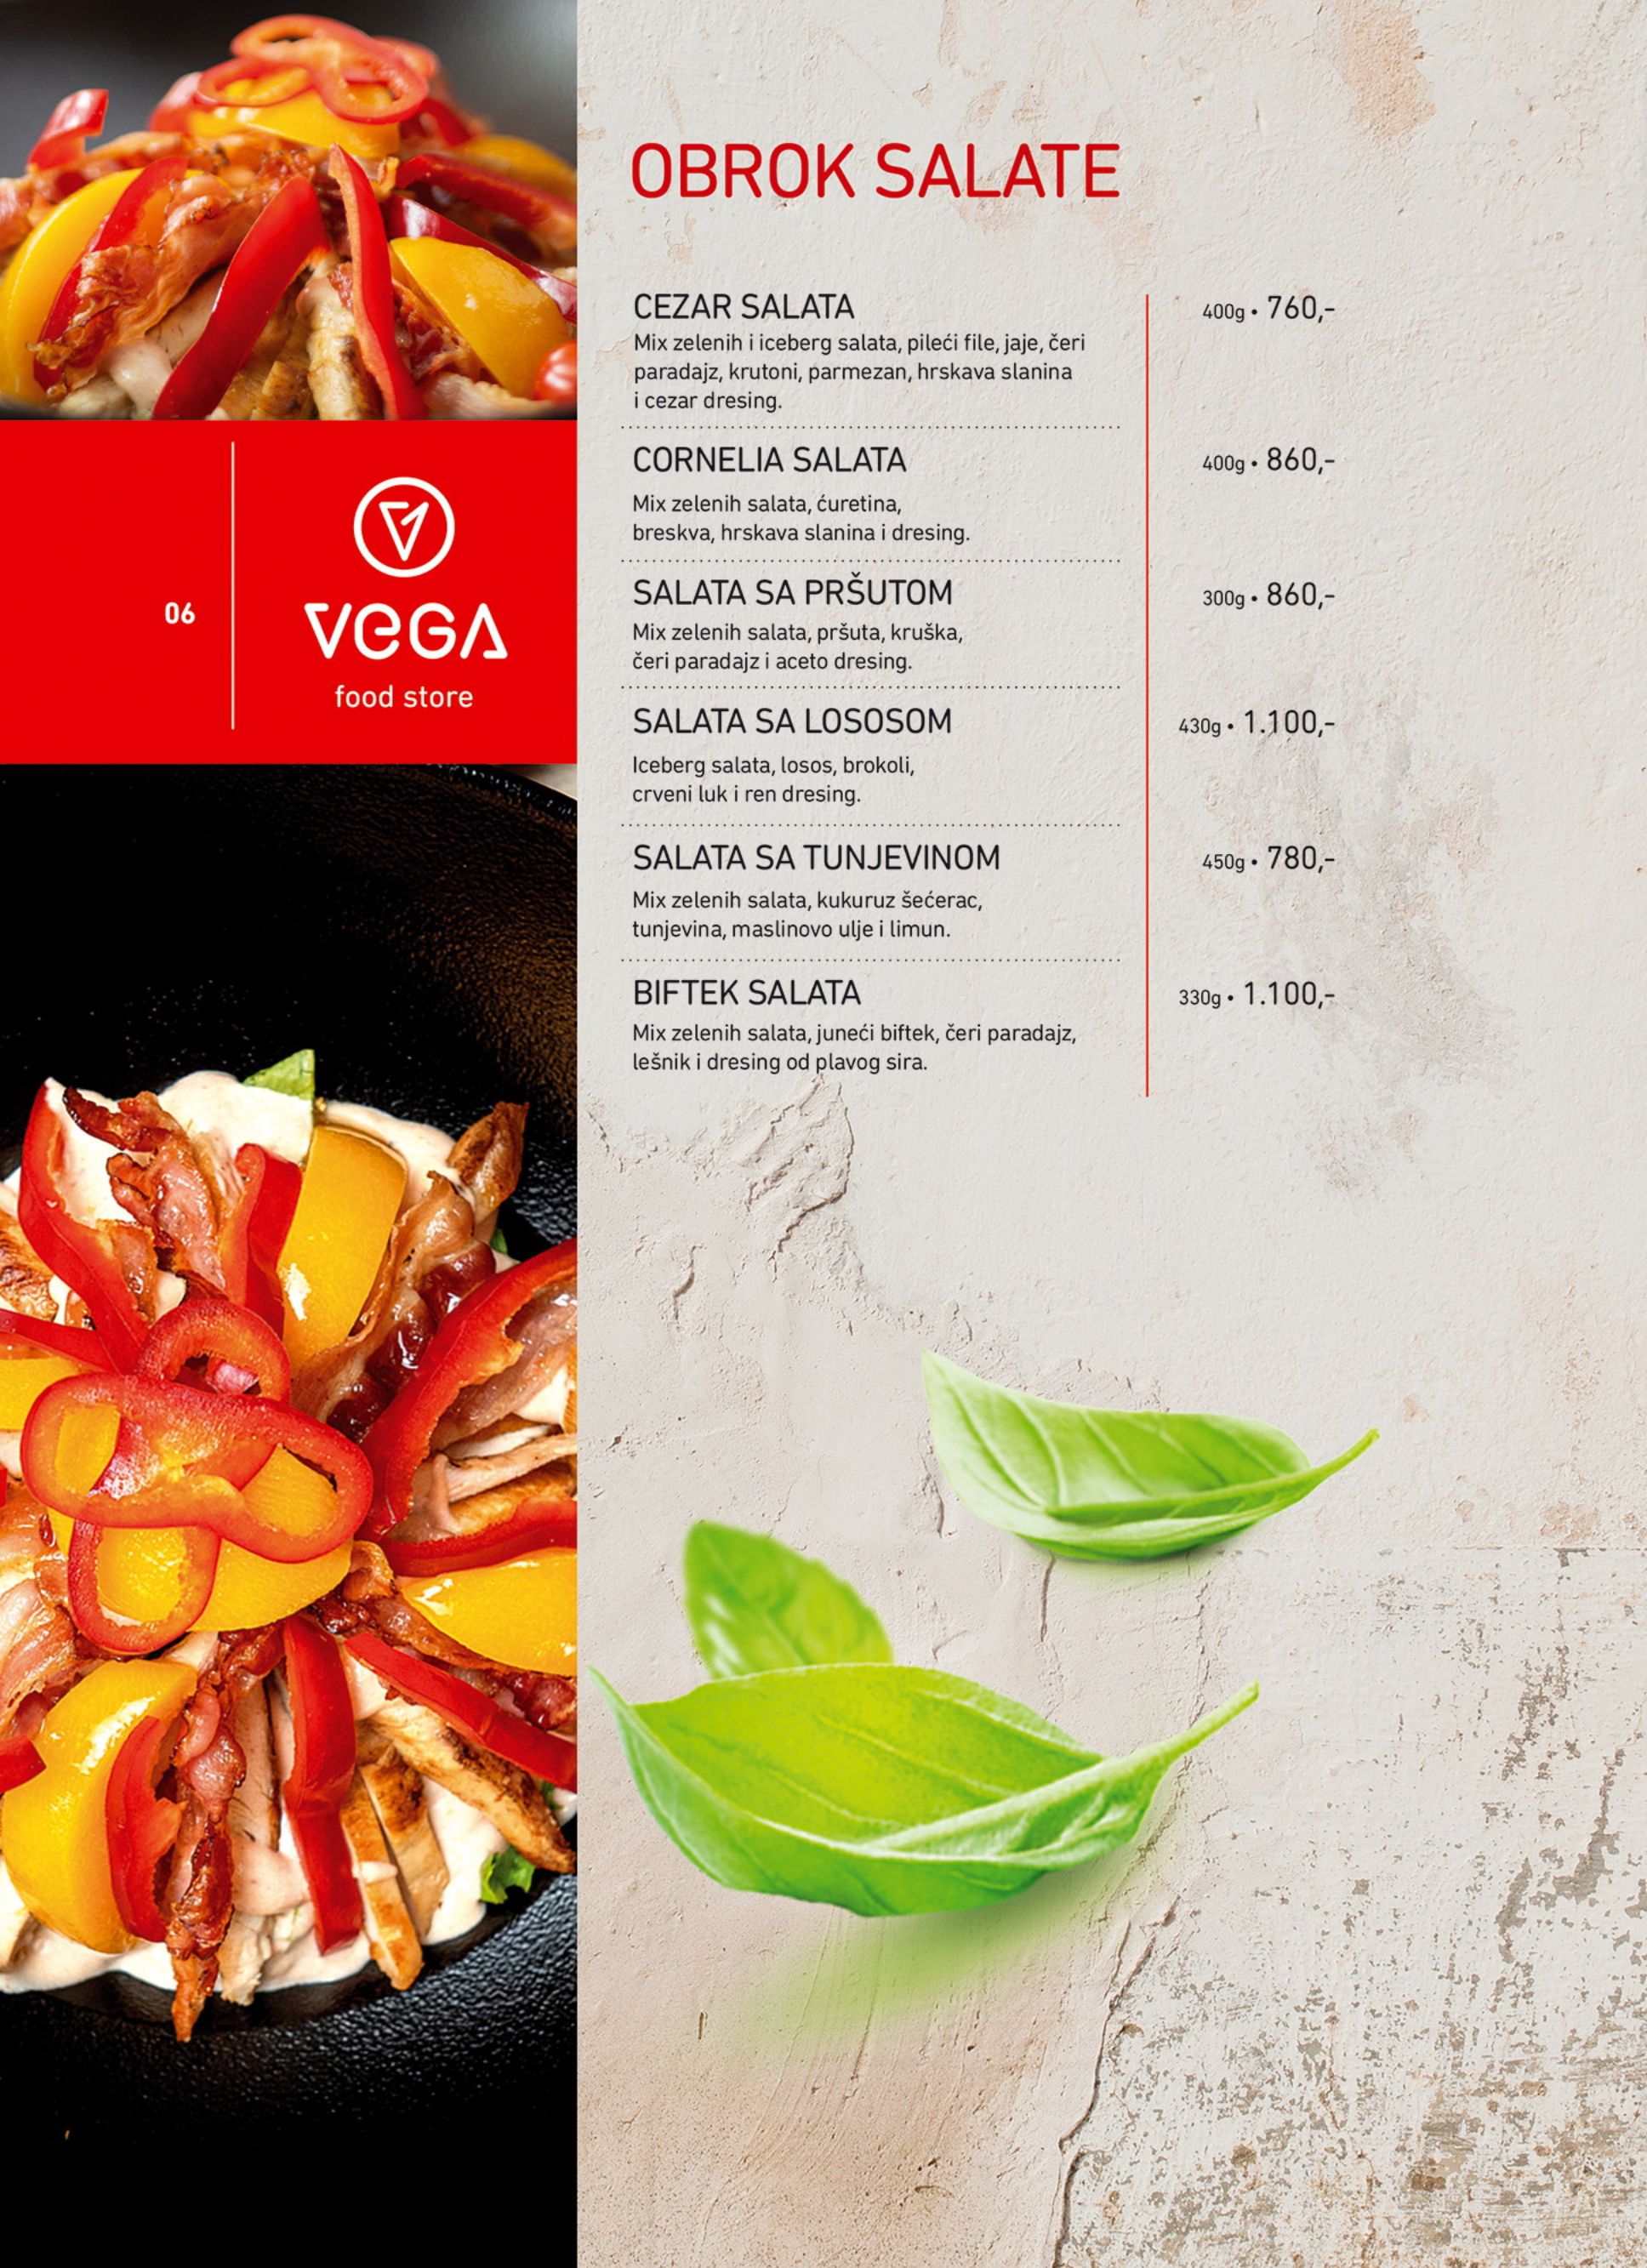 OBROK SALATE
CEZAR SALATA
400g • 760,-
Mix zelenih i iceberg salata, pileći file, jaje, čeri
paradajz, krutoni, parmezan, hrskava slanina
i cezar dresing.
CORNELIA SALATA
400g • 860,-
Mix zelenih salata, ćuretina,
breskva, hrskava slanina i dresing.
SALATA SA PRŠUTOM
300g • 860,-
Mix zelenih salata, pršuta, kruška,
čeri paradajz i aceto dresing.
SALATA SA LOSOSOM
430g • 1.100,-
Iceberg salata, losos, brokoli,
crveni luk i ren dresing.
SALATA SA TUNJEVINOM
450g • 780,-
Mix zelenih salata, kukuruz šećerac,
tunjevina, maslinovo ulje i limun.
BIFTEK SALATA
330g • 1.100,-
Mix zelenih salata, juneći biftek, čeri paradajz,
lešnik i dresing od plavog sira.
06
VeGA
food store